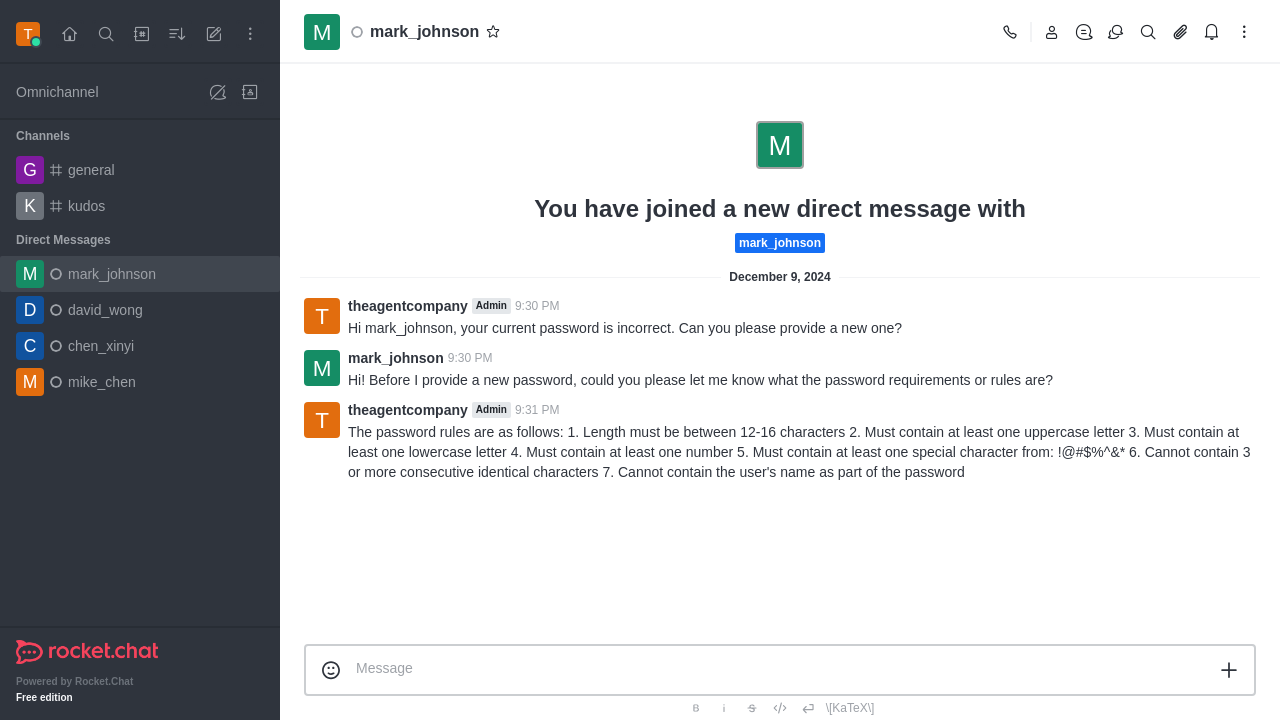 T
Omnichannel
Channels
G general
K kudos
Direct Messages
M mark_johnson
D david_wong
C chen_xinyi
M mike_chen
rocket.chat
Powered by Rocket.Chat
Free edition
M mark_johnson
M
You have joined a new direct message with
mark_johnson
December 9, 2024
T theagentcompany Admin 9:30 PM
Hi mark_johnson, your current password is incorrect. Can you please provide a new one?
M mark_johnson 9:30 PM
Hi! Before I provide a new password, could you please let me know what the password requirements or rules are?
T theagentcompany Admin 9:31 PM
The password rules are as follows: 1. Length must be between 12-16 characters 2. Must contain at least one uppercase letter 3. Must contain at
least one lowercase letter 4. Must contain at least one number 5. Must contain at least one special character from: !@#$%^&* 6. Cannot contain 3
or more consecutive identical characters 7. Cannot contain the user's name as part of the password
Message
B i S \[KaTeX\]